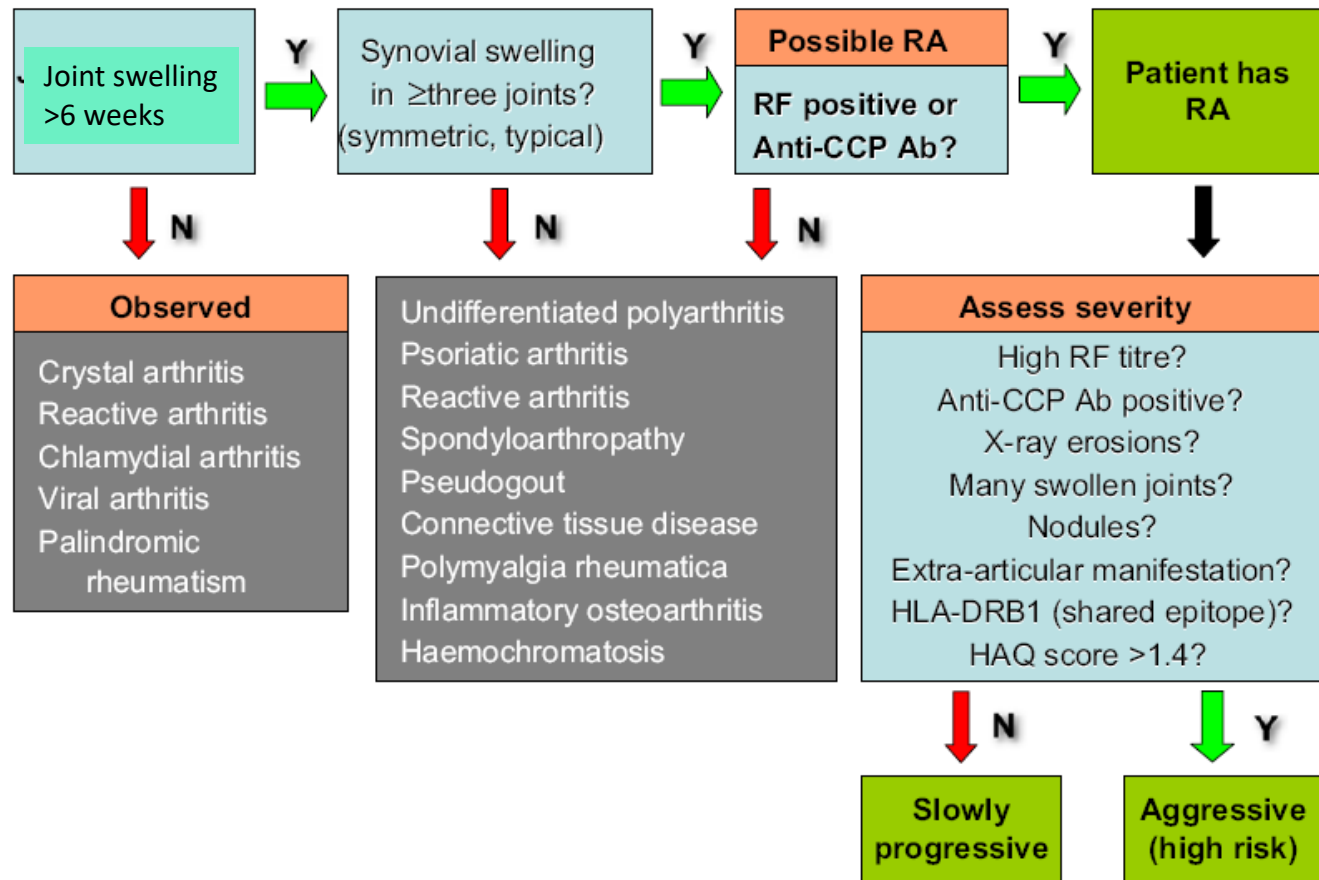 Joint swelling
>6 weeks
Y
Synovial swelling
in ≥three joints?
(symmetric, typical)
Y
Possible RA
RF positive or
Anti-CCP Ab?
Y
Patient has
RA
N
N
N
Observed
Crystal arthritis
Reactive arthritis
Chlamydial arthritis
Viral arthritis
Palindromic
rheumatism
Undifferentiated polyarthritis
Psoriatic arthritis
Reactive arthritis
Spondyloarthropathy
Pseudogout
Connective tissue disease
Polymyalgia rheumatica
Inflammatory osteoarthritis
Haemochromatosis
Assess severity
High RF titre?
Anti-CCP Ab positive?
X-ray erosions?
Many swollen joints?
Nodules?
Extra-articular manifestation?
HLA-DRB1 (shared epitope)?
HAQ score >1.4?
N
Y
Slowly
progressive
Aggressive
(high risk)